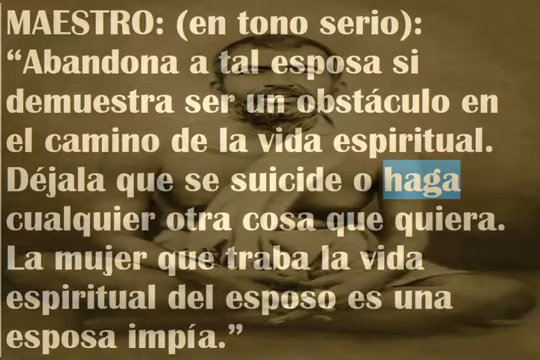 MAESTRO: (en tono serio):
“Abandona a tal esposa si
demuestra ser un obstáculo en
el camino de la vida espiritual.
Déjala que se suicide o haga
cualquier otra cosa que quiera.
La mujer que traba la vida
espiritual del esposo es una
esposa impía.”